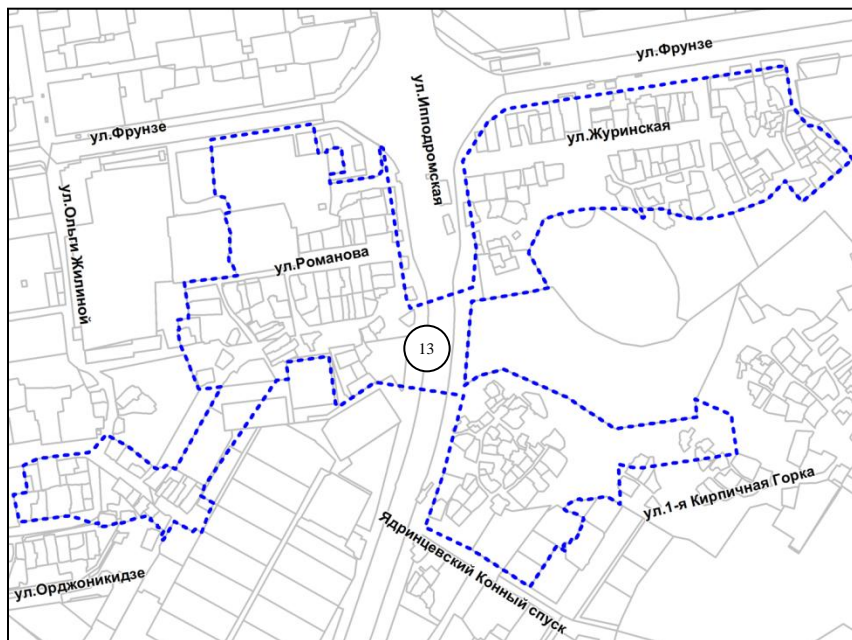 ул.Фрунзе
ул.Ипподромская
ул.Фрунзе
ул.Журинская
ул.Ольги Жилиной
ул.Романова
13
ул.1-я Кирпичная Горка
Ядринцевский Конный спуск
ул.Орджоникидзе